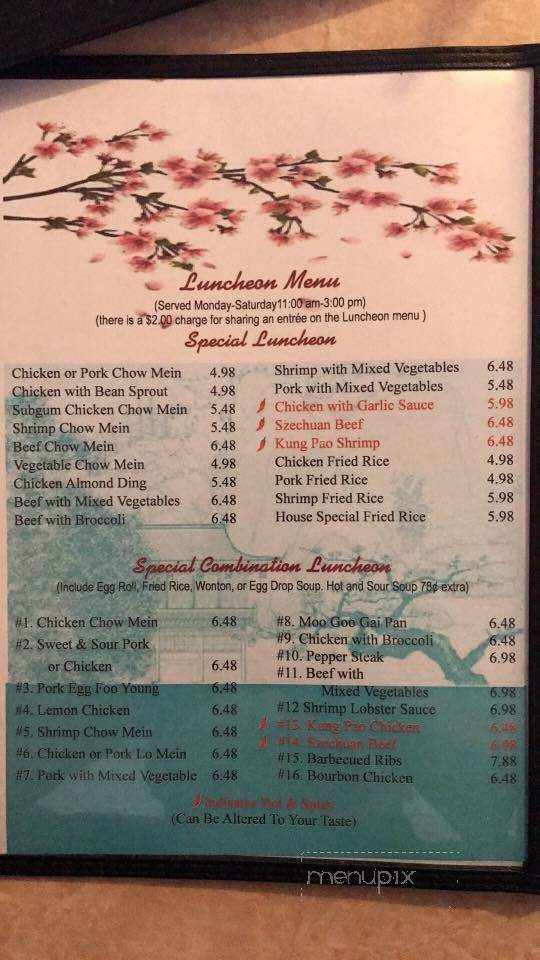 Luncheon Menu
(Served Monday-Saturday11:00 am-3:00 pm)
(there is a $2.00 charge for sharing an entrée on the Luncheon menu )
Special Luncheon
Chicken or Pork Chow Mein 4.98
Chicken with Bean Sprout 4.98
Subgum Chicken Chow Mein 5.48
Shrimp Chow Mein 5.48
Beef Chow Mein 6.48
Vegetable Chow Mein 4.98
Chicken Almond Ding 5.48
Beef with Mixed Vegetables 6.48
Beef with Broccoli 6.48
Shrimp with Mixed Vegetables 6.48
Pork with Mixed Vegetables 5.48
Chicken with Garlic Sauce 5.98
Szechuan Beef 6.48
Kung Pao Shrimp 6.48
Chicken Fried Rice 4.98
Pork Fried Rice 4.98
Shrimp Fried Rice 5.98
House Special Fried Rice 5.98
Special Combination Luncheon
(Include Egg Roll, Fried Rice, Wonton, or Egg Drop Soup. Hot and Sour Soup 78¢ extra)
#1. Chicken Chow Mein 6.48
#2. Sweet & Sour Pork
or Chicken 6.48
#3. Pork Egg Foo Young 6.48
#4. Lemon Chicken 6.48
#5. Shrimp Chow Mein 6.48
#6. Chicken or Pork Lo Mein 6.48
#7. Pork with Mixed Vegetable 6.48
#8. Moo Goo Gai Pan 6.48
#9. Chicken with Broccoli 6.48
#10. Pepper Steak 6.98
#11. Beef with
Mixed Vegetables 6.98
#12 Shrimp Lobster Sauce 6.98
#13. Kung Pao Chicken 6.48
#14. Szechuan Beef 6.98
#15. Barbecued Ribs 7.88
#16. Bourbon Chicken 6.48
Indicates Hot & Spicy
(Can Be Altered To Your Taste)
menupix